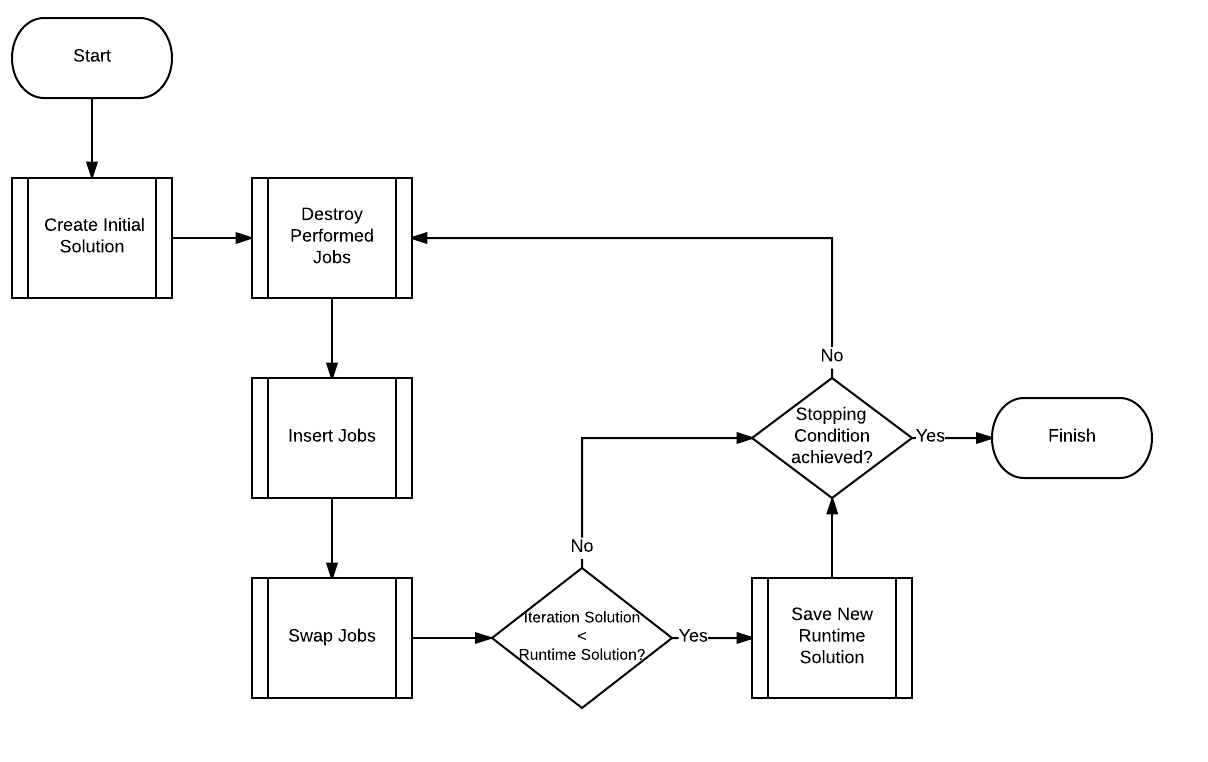 Start
Create Initial
Solution
Destroy
Performed
Jobs
Insert Jobs
Swap Jobs
Iteration Solution
<
Runtime Solution?
No
Yes
Save New
Runtime
Solution
Stopping
Condition
achieved?
No
Yes
Finish